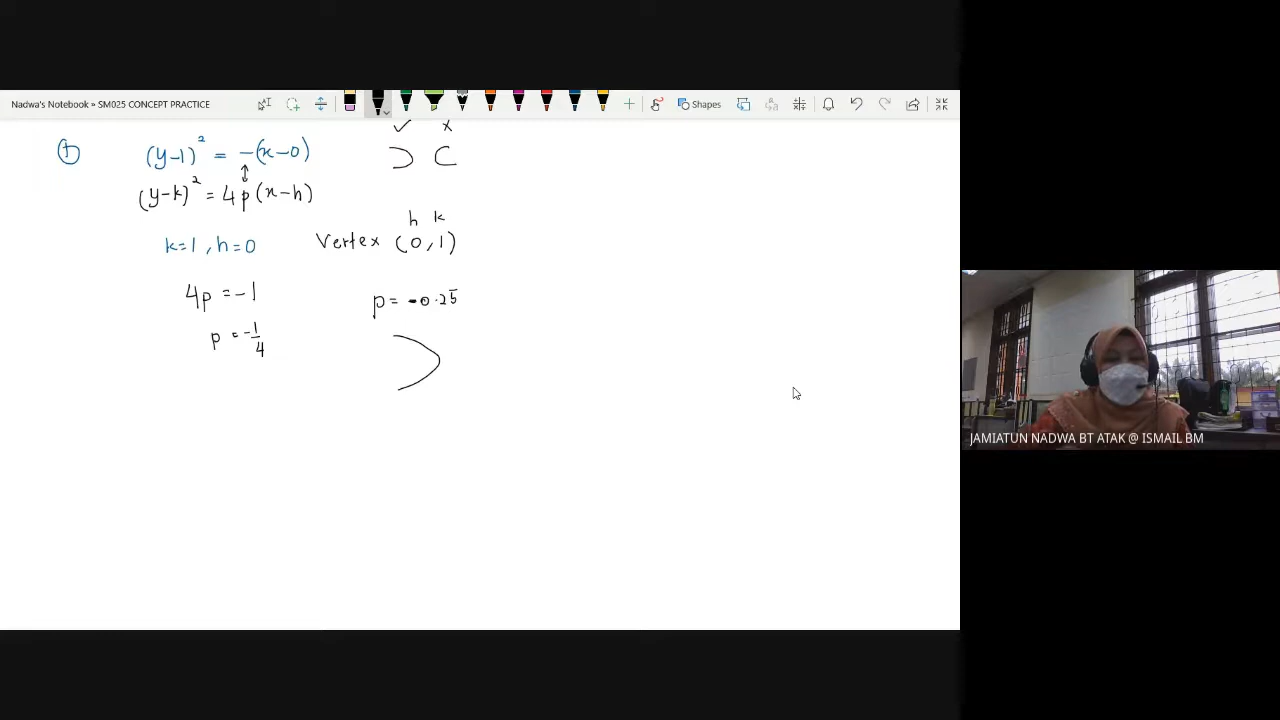 Nadwa's Notebook » SM025 CONCEPT PRACTICE
Shapes
✓ x
(y-1)² = -(x-0)
(y-k)² = 4p(x-h)
h k
k=1, h=0
Vertex (0,1)
4p = -1
p = -0.25
p = -1/4
JAMIATUN NADWA BT ATAK @ ISMAIL BM